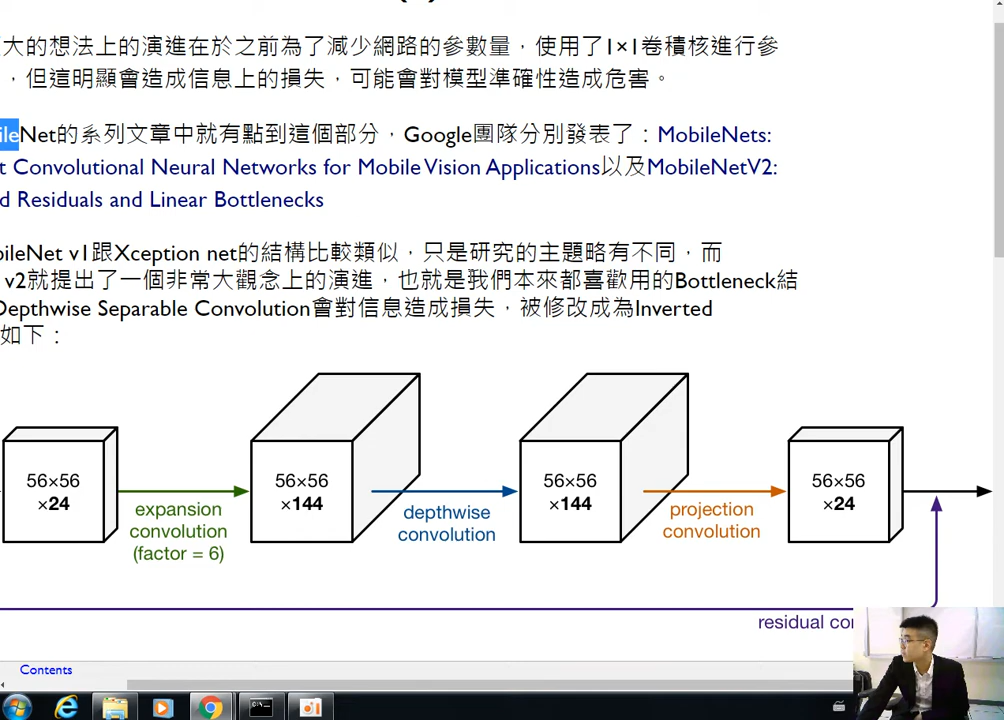 大的想法上的演進在於之前為了減少網路的參數量，使用了1×1卷積核進行參
，但這明顯會造成信息上的損失，可能會對模型準確性造成危害。
ileNet的系列文章中就有點到這個部分，Google團隊分別發表了：MobileNets:
t Convolutional Neural Networks for Mobile Vision Applications以及MobileNetV2:
d Residuals and Linear Bottlenecks
bileNet v1跟Xception net的結構比較類似，只是研究的主題略有不同，而
v2就提出了一個非常大觀念上的演進，也就是我們本來都喜歡用的Bottleneck結
Depthwise Separable Convolution會對信息造成損失，被修改成為Inverted
如下：
56×56 ×24
expansion convolution (factor = 6)
56×56 ×144
depthwise convolution
56×56 ×144
projection convolution
56×56 ×24
residual con
Contents